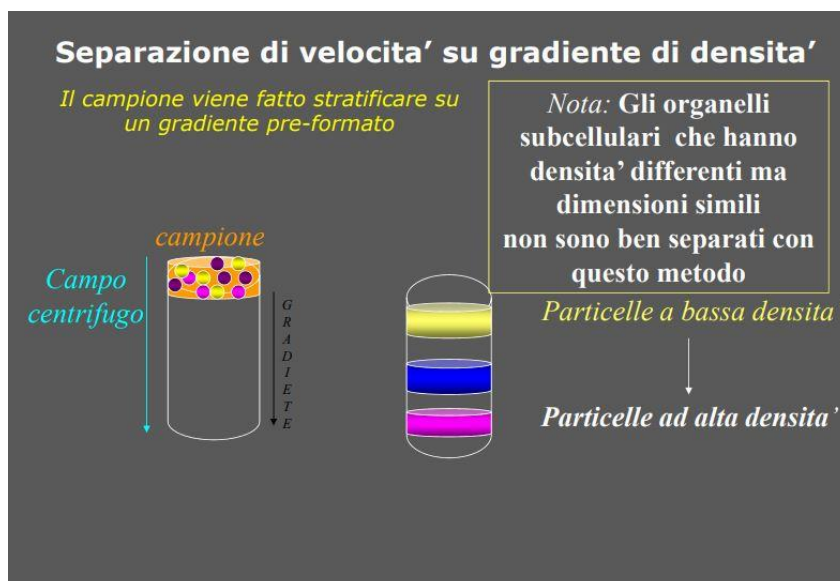 Separazione di velocita' su gradiente di densita'
Il campione viene fatto stratificare su
un gradiente pre-formato
Nota: Gli organelli
subcellulari che hanno
densita' differenti ma
dimensioni simili
non sono ben separati con
questo metodo
campione
Campo
centrifugo
GRADIETE
Particelle a bassa densita
Particelle ad alta densita'